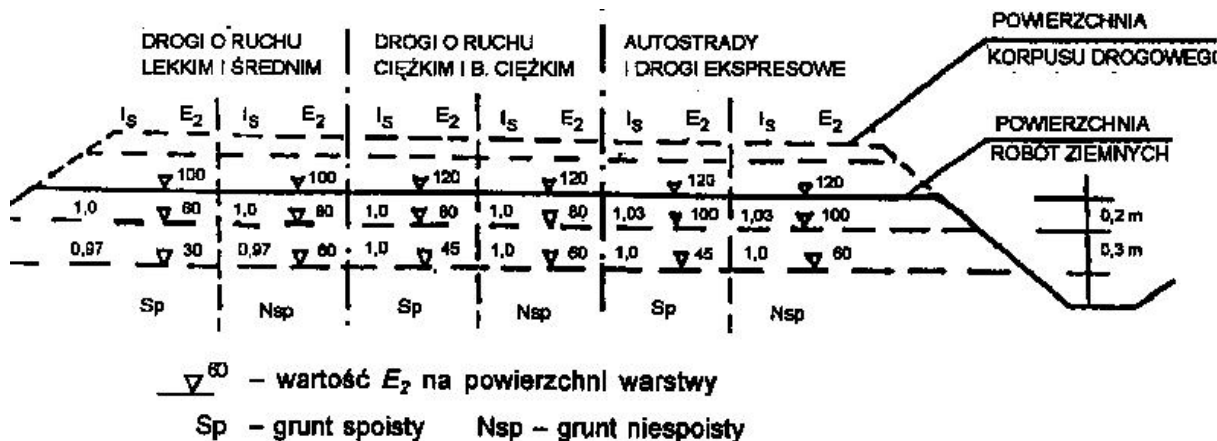 DROGI O RUCHU
LEKKIM I ŚREDNIM
DROGI O RUCHU
CIĘŻKIM I B. CIĘŻKIM
AUTOSTRADY
I DROGI EKSPRESOWE
POWIERZCHNIA
KORPUSU DROGOWEGO
I_S E_2 I_S E_2 I_S E_2 I_S E_2 I_S E_2 I_S E_2
POWIERZCHNIA
ROBÓT ZIEMNYCH
100 100 120 120 120 120
1,0 60 1,0 80 1,0 80 1,0 80 1,03 100 1,03 100 0,2 m
0,97 30 0,97 60 1,0 45 1,0 60 1,0 45 1,0 60 0,3 m
Sp Nsp Sp Nsp Sp Nsp
60 – wartość E_2 na powierzchni warstwy
Sp – grunt spoisty Nsp – grunt niespoisty